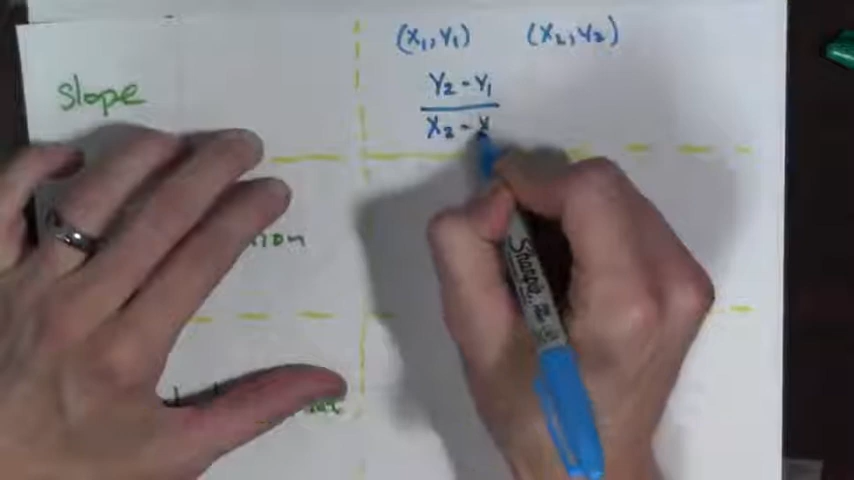 (X₁,Y₁) (X₂,Y₂)
slope
Y₂-Y₁
X₂-X
Sharpie